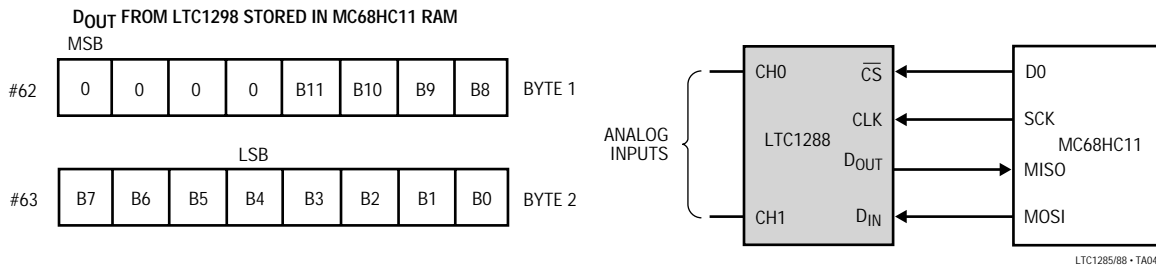 DOUT FROM LTC1298 STORED IN MC68HC11 RAM
MSB
#62 0 0 0 0 B11 B10 B9 B8 BYTE 1
LSB
#63 B7 B6 B5 B4 B3 B2 B1 B0 BYTE 2
ANALOG
INPUTS
CH0
CH1
LTC1288
CS
CLK
DOUT
DIN
D0
SCK
MC68HC11
MISO
MOSI
LTC1285/88 • TA04